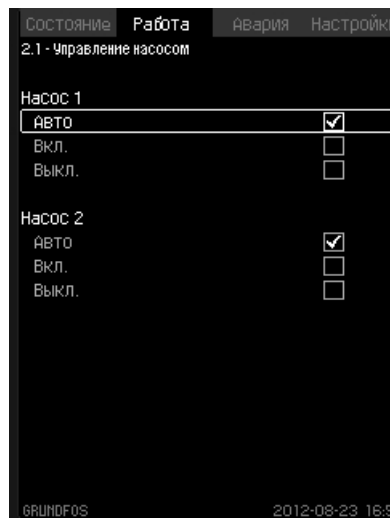 Состояние Работа Авария Настройки
2.1 - Управление насосом
Насос 1
АВТО
Вкл.
Выкл.
Насос 2
АВТО
Вкл.
Выкл.
GRUNDFOS 2012-08-23